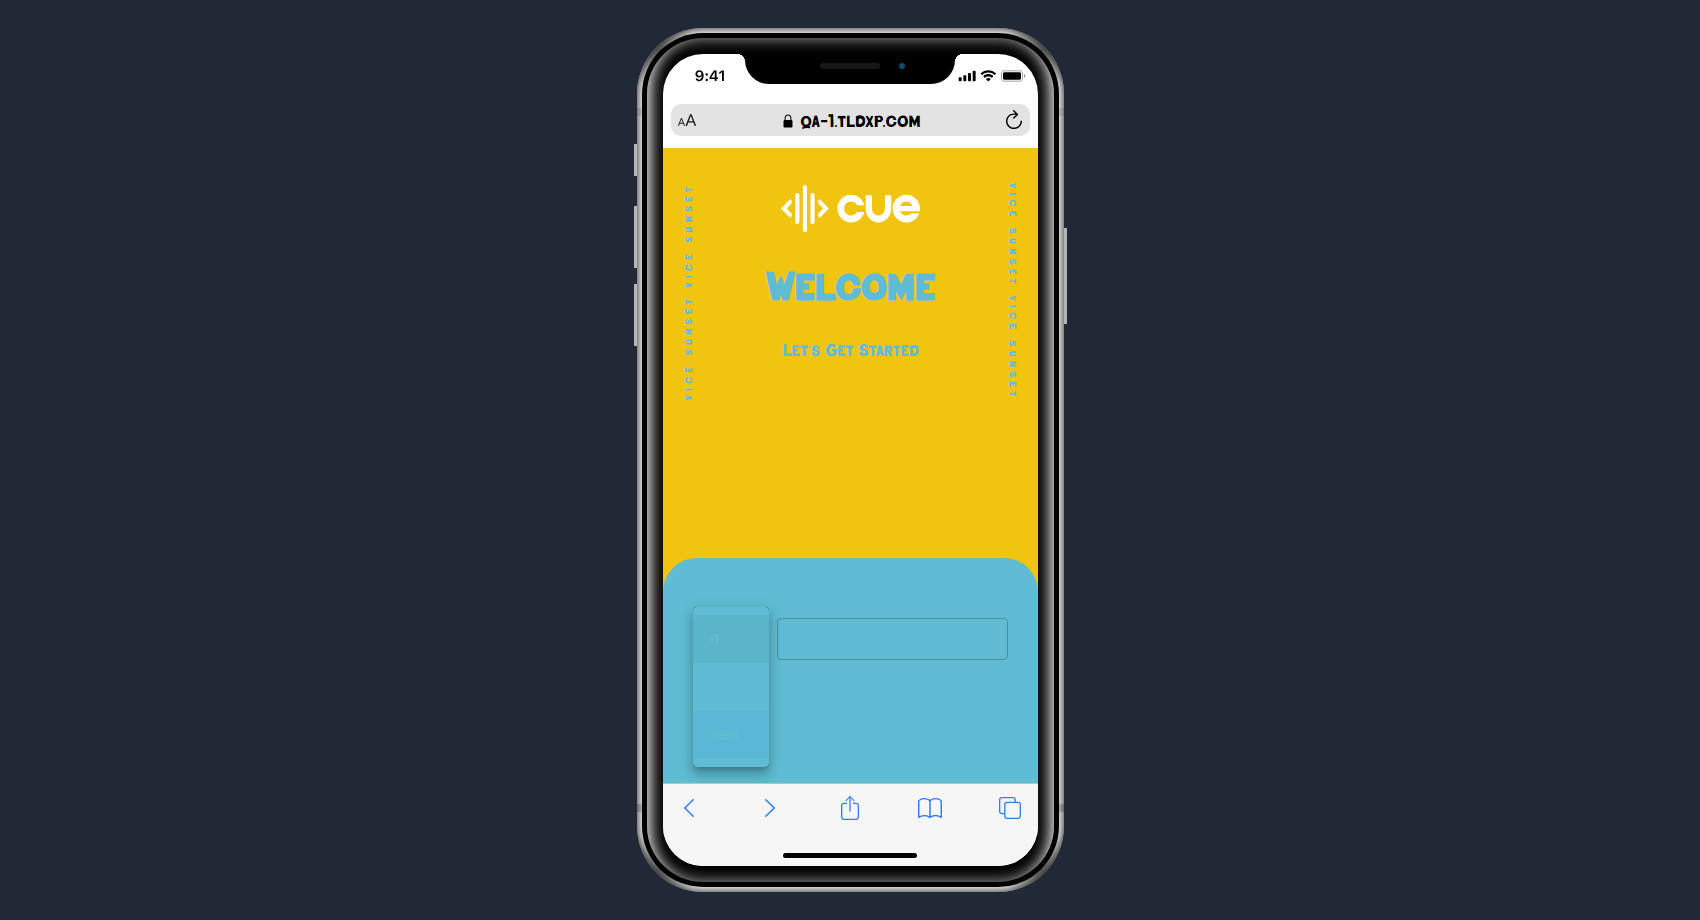 9:41
AA
QA-1.TLDXP.COM
cue
WELCOME
LET'S GET STARTED
VICE SUNSET VICE SUNSET
VICE SUNSET VICE SUNSET
+1